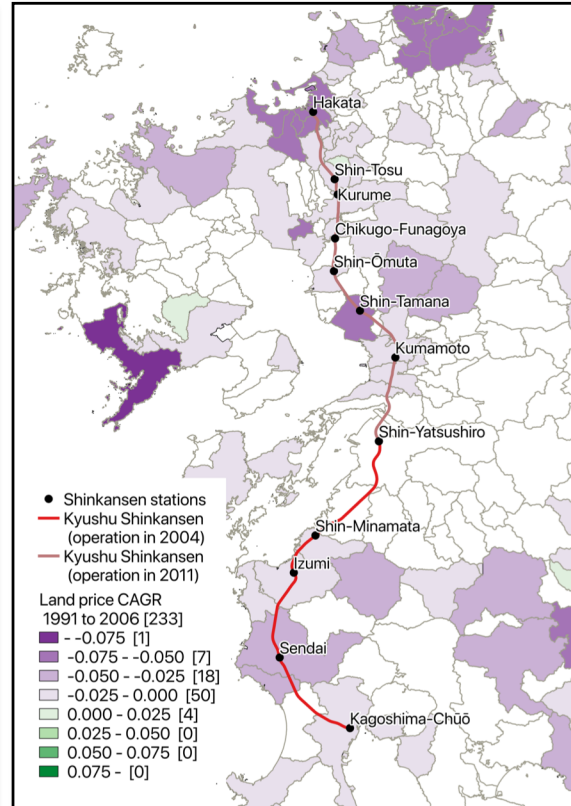 Hakata
Shin-Tosu
Kurume
Chikugo-Funagoya
Shin-Ōmuta
Shin-Tamana
Kumamoto
Shin-Yatsushiro
Shin-Minamata
Izumi
Sendai
Kagoshima-Chūō
Shinkansen stations
Kyushu Shinkansen
(operation in 2004)
Kyushu Shinkansen
(operation in 2011)
Land price CAGR
1991 to 2006 [233]
- -0.075 [1]
-0.075 - -0.050 [7]
-0.050 - -0.025 [18]
-0.025 - 0.000 [50]
0.000 - 0.025 [4]
0.025 - 0.050 [0]
0.050 - 0.075 [0]
0.075 - [0]